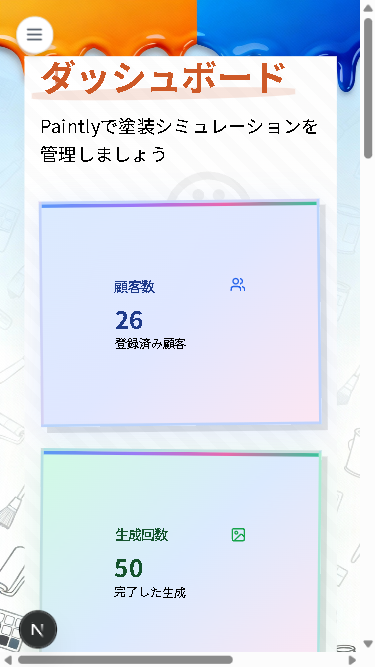 ダッシュボード
Paintlyで塗装シミュレーションを
管理しましょう
顧客数
26
登録済み顧客
生成回数
50
完了した生成
N